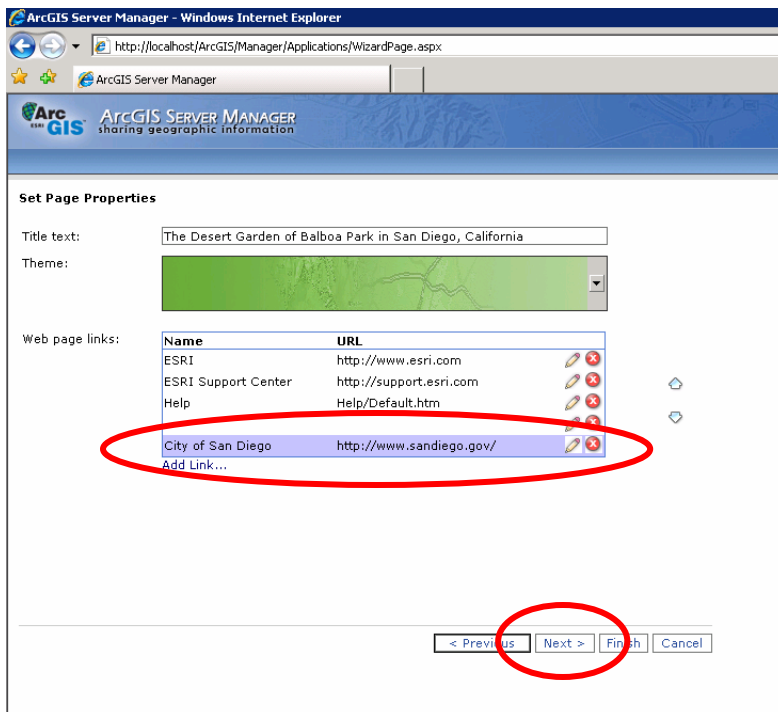 ArcGIS Server Manager - Windows Internet Explorer
http://localhost/ArcGIS/Manager/Applications/WizardPage.aspx
ArcGIS Server Manager
Arc GIS ESRI ArcGIS Server Manager
sharing geographic information
Set Page Properties
Title text: The Desert Garden of Balboa Park in San Diego, California
Theme:
Web page links: Name URL
ESRI http://www.esri.com
ESRI Support Center http://support.esri.com
Help Help/Default.htm
City of San Diego http://www.sandiego.gov/
Add Link...
< Previous Next > Finish Cancel